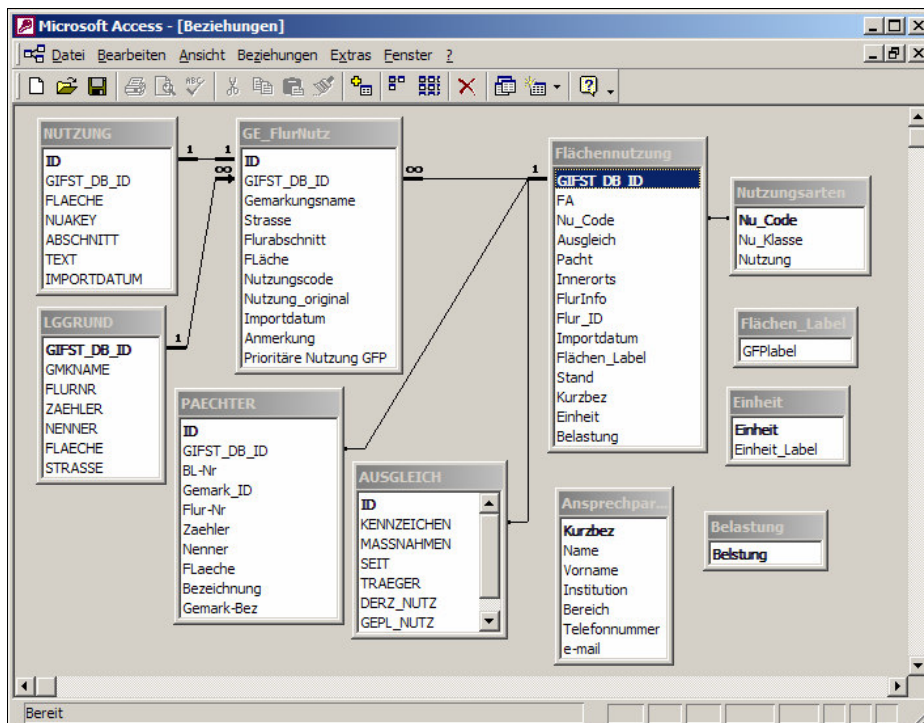 Microsoft Access - [Beziehungen]
Datei Bearbeiten Ansicht Beziehungen Extras Fenster ?
NUTZUNG
ID
GIFST_DB_ID
FLAECHE
NUAKEY
ABSCHNITT
TEXT
IMPORTDATUM
1
1
∞
GE_FlurNutz
ID
GIFST_DB_ID
Gemarkungsname
Strasse
Flurabschnitt
FLäche
Nutzungscode
Nutzung_original
Importdatum
Anmerkung
Prioritäre Nutzung GFP
∞
1
Flächennutzung
GIFST_DB_ID
FA
Nu_Code
Ausgleich
Pacht
Innerorts
FlurInfo
Flur_ID
Importdatum
Flächen_Label
Stand
Kurzbez
Einheit
Belastung
Nutzungsarten
Nu_Code
Nu_Klasse
Nutzung
LGGRUND
GIFST_DB_ID
GMKNAME
FLURNR
ZAEHLER
NENNER
FLAECHE
STRASSE
1
Flächen_Label
GFPlabel
PAECHTER
ID
GIFST_DB_ID
BL-Nr
Gemark_ID
Flur-Nr
Zaehler
Nenner
FLaeche
Bezeichnung
Gemark-Bez
Einheit
Einheit
Einheit_Label
AUSGLEICH
ID
KENNZEICHEN
MASSNAHMEN
SEIT
TRAEGER
DERZ_NUTZ
GEPL_NUTZ
Ansprechpar...
Kurzbez
Name
Vorname
Institution
Bereich
Telefonnummer
e-mail
Belastung
Belstung
Bereit